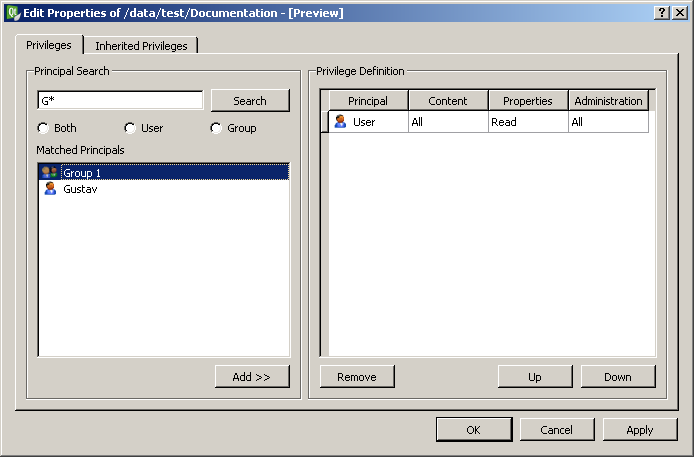 Edit Properties of /data/test/Documentation - [Preview]
Privileges
Inherited Privileges
Principal Search
G*
Search
Both
User
Group
Matched Principals
Group 1
Gustav
Add >>
Privilege Definition
Principal Content Properties Administration
User All Read All
Remove
Up
Down
OK
Cancel
Apply